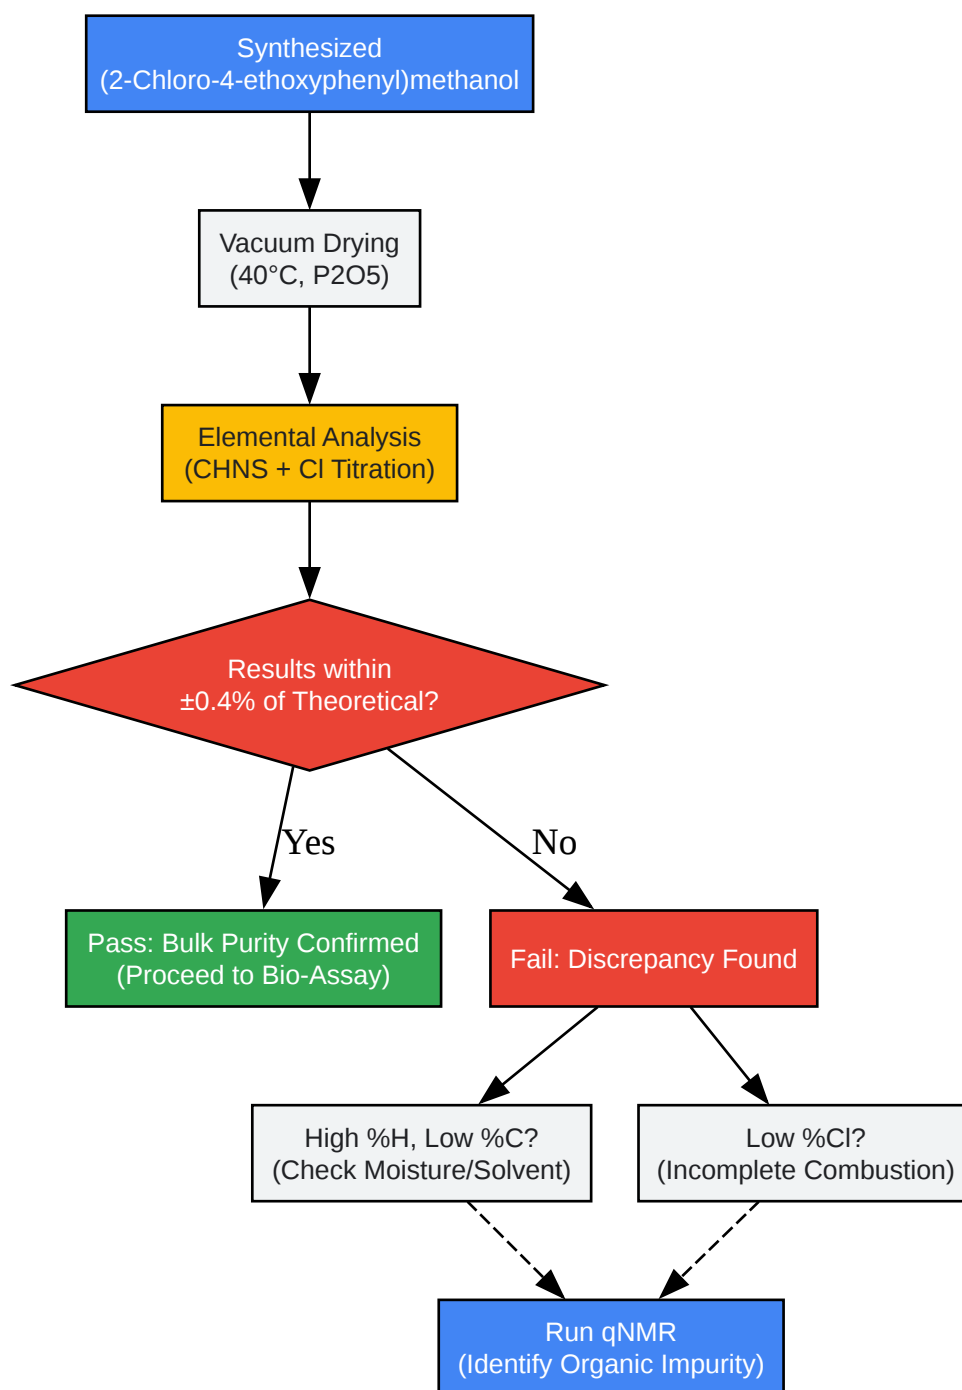 Synthesized
(2-Chloro-4-ethoxyphenyl)methanol
Vacuum Drying
(40°C, P2O5)
Elemental Analysis
(CHNS + Cl Titration)
Results within
±0.4% of Theoretical?
Yes
No
Pass: Bulk Purity Confirmed
(Proceed to Bio-Assay)
Fail: Discrepancy Found
High %H, Low %C?
(Check Moisture/Solvent)
Low %Cl?
(Incomplete Combustion)
Run qNMR
(Identify Organic Impurity)